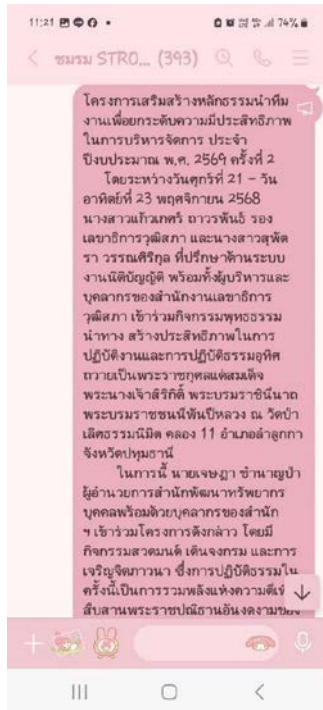 11:21
74%
ชมรม STRO... (393)
โครงการเสริมสร้างหลักธรรมนำทีม
งานเพื่อยกระดับความมีประสิทธิภาพ
ในการบริหารจัดการ ประจำ
ปีงบประมาณ พ.ศ. 2569 ครั้งที่ 2
โดยระหว่างวันศุกร์ที่ 21 – วัน
อาทิตย์ที่ 23 พฤศจิกายน 2568
นางสาวแก้วเกศร์ ถาวรพันธ์ รอง
เลขาธิการวุฒิสภา และนางสาวสุพัต
รา วรรณศิริกุล ที่ปรึกษาด้านระบบ
งานนิติบัญญัติ พร้อมทั้งผู้บริหารและ
บุคลากรของสำนักงานเลขาธิการ
วุฒิสภา เข้าร่วมกิจกรรมพุทธธรรม
นำทาง สร้างประสิทธิภาพในการ
ปฏิบัติงานและการปฏิบัติธรรมอุทิศ
ถวายเป็นพระราชกุศลแด่สมเด็จ
พระนางเจ้าสิริกิติ์ พระบรมราชินีนาถ
พระบรมราชชนนีพันปีหลวง ณ วัดป่า
เลิศธรรมนิมิต คลอง 11 อำเภอลำลูกกา
จังหวัดปทุมธานี
ในการนี้ นายเจษฎา ชำนาญป่า
ผู้อำนวยการสำนักพัฒนาทรัพยากร
บุคคลพร้อมด้วยบุคลากรของสำนัก
ฯ เข้าร่วมโครงการดังกล่าว โดยมี
กิจกรรมสวดมนต์ เดินจงกรม และการ
เจริญจิตภาวนา ซึ่งการปฏิบัติธรรมใน
ครั้งนี้เป็นการรวมพลังแห่งความดีเพื่อ
สืบสานพระราชปณิธานอันงดงามของ